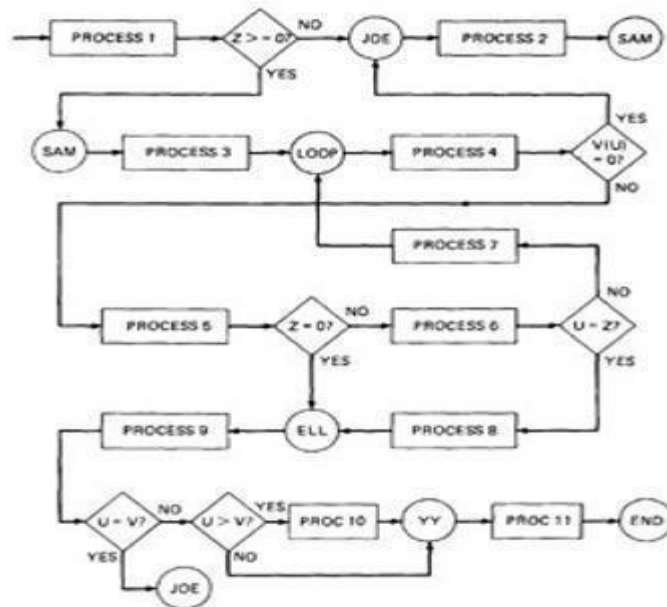 PROCESS 1 Z >= 0? NO JOE PROCESS 2 SAM
YES
SAM PROCESS 3 LOOP PROCESS 4 V(U) = 0? YES
NO
PROCESS 7
NO
PROCESS 5 Z = 0? NO PROCESS 6 U = Z?
YES YES
PROCESS 9 ELL PROCESS 8
U = V? NO U > V? YES PROC 10 YY PROC 11 END
YES NO
JOE